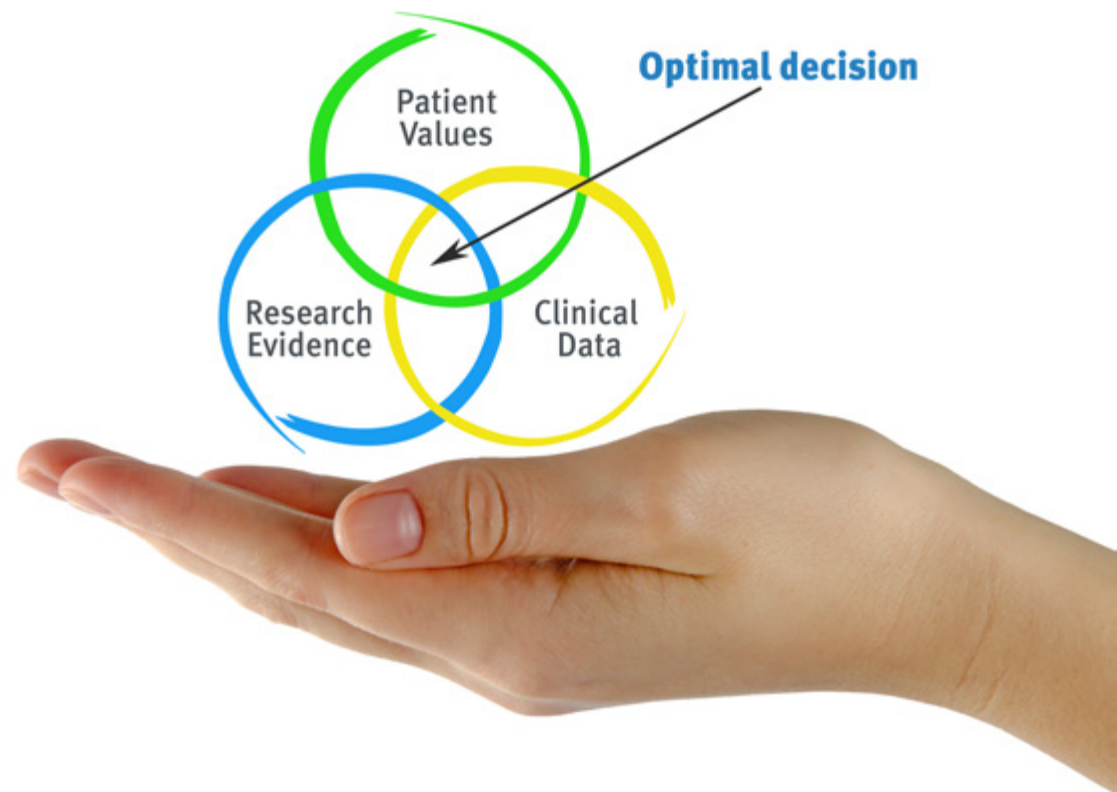 Optimal decision
Patient
Values
Research
Evidence
Clinical
Data